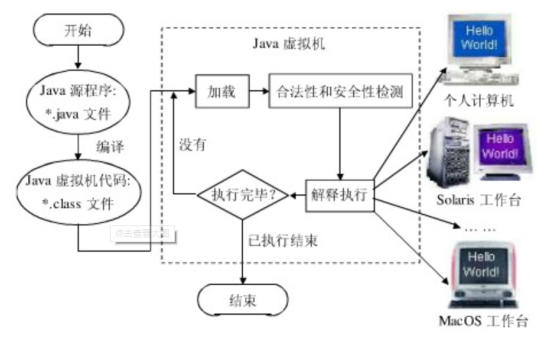 开始
Java 源程序:
*.java 文件
编译
Java 虚拟机代码:
*.class 文件
Java 虚拟机
加载
合法性和安全性检测
没有
执行完毕?
解释执行
已执行结束
结束
Hello
World!
个人计算机
Hello
World!
Solaris 工作台
… …
Hello
World!
MacOS 工作台